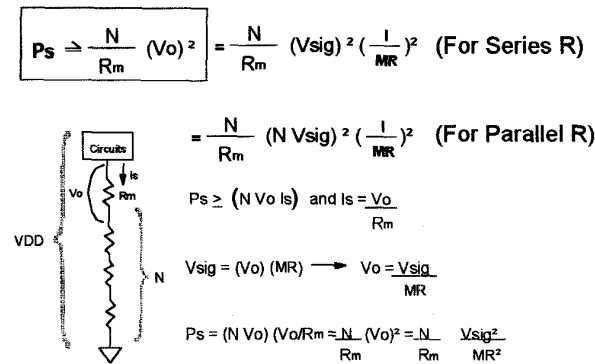 Ps ≥ N/Rm (Vo)² = N/Rm (Vsig)² (I/MR)² (For Series R)
= N/Rm (N Vsig)² (I/MR)² (For Parallel R)
Circuits
Is
Vo
Rm
VDD
N
Ps ≥ (N Vo Is) and Is = Vo/Rm
Vsig = (Vo) (MR) → Vo = Vsig/MR
Ps = (N Vo) (Vo/Rm = N/Rm (Vo)² = N/Rm Vsig²/MR²